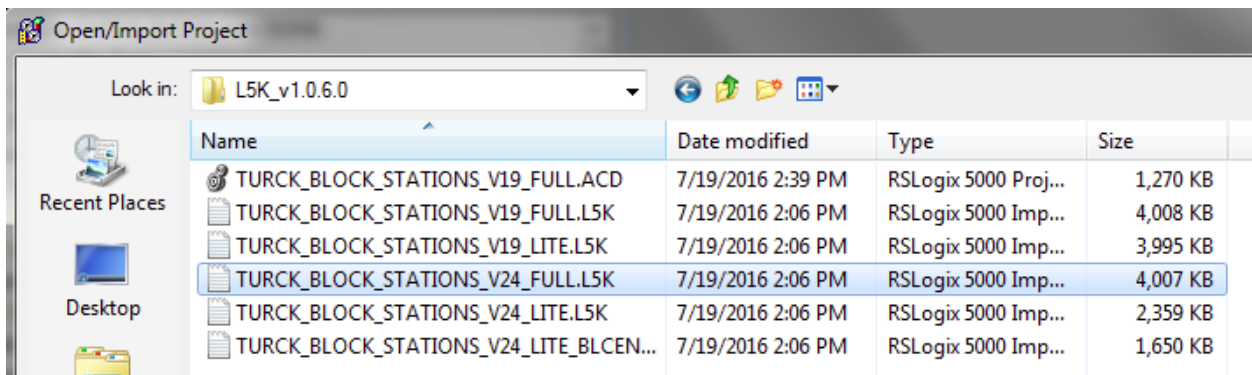 Open/Import Project
Look in: L5K_v1.0.6.0
Name Date modified Type Size
TURCK_BLOCK_STATIONS_V19_FULL.ACD 7/19/2016 2:39 PM RSLogix 5000 Proj... 1,270 KB
Recent Places
TURCK_BLOCK_STATIONS_V19_FULL.L5K 7/19/2016 2:06 PM RSLogix 5000 Imp... 4,008 KB
TURCK_BLOCK_STATIONS_V19_LITE.L5K 7/19/2016 2:06 PM RSLogix 5000 Imp... 3,995 KB
TURCK_BLOCK_STATIONS_V24_FULL.L5K 7/19/2016 2:06 PM RSLogix 5000 Imp... 4,007 KB
Desktop
TURCK_BLOCK_STATIONS_V24_LITE.L5K 7/19/2016 2:06 PM RSLogix 5000 Imp... 2,359 KB
TURCK_BLOCK_STATIONS_V24_LITE_BLCEN... 7/19/2016 2:06 PM RSLogix 5000 Imp... 1,650 KB